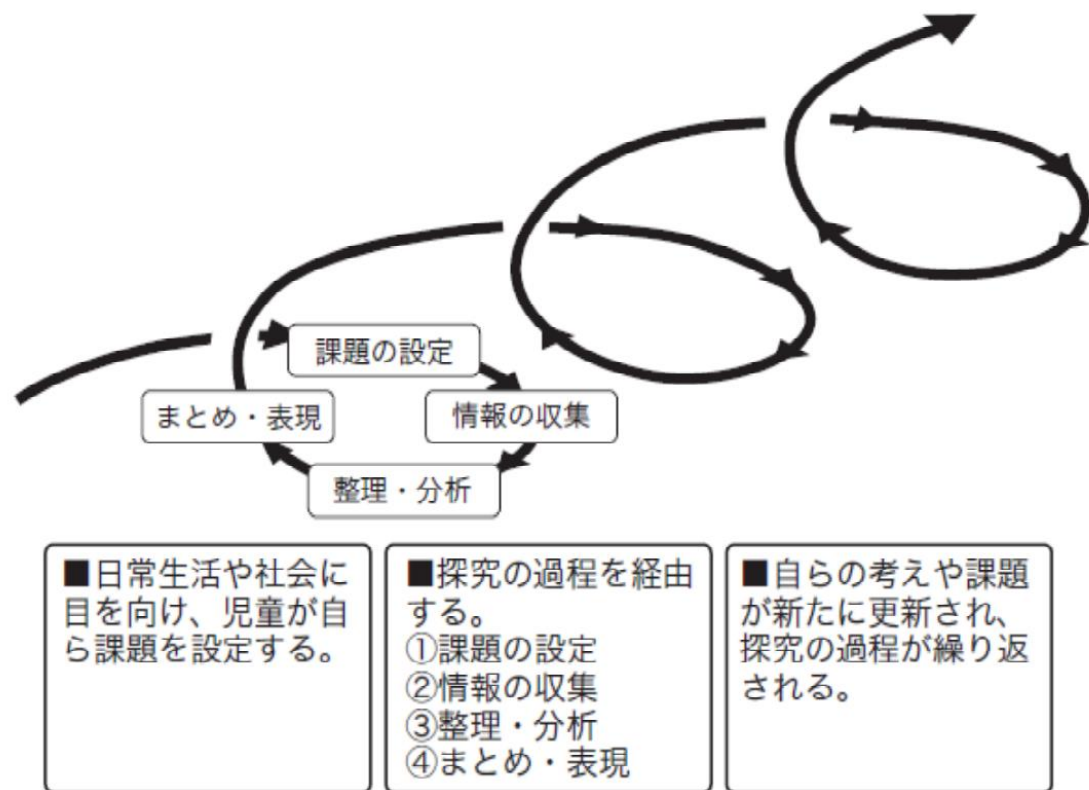 課題の設定
まとめ・表現
情報の収集
整理・分析
■日常生活や社会に
目を向け、児童が自
ら課題を設定する。
■探究の過程を経由
する。
①課題の設定
②情報の収集
③整理・分析
④まとめ・表現
■自らの考えや課題
が新たに更新され、
探究の過程が繰り返
される。